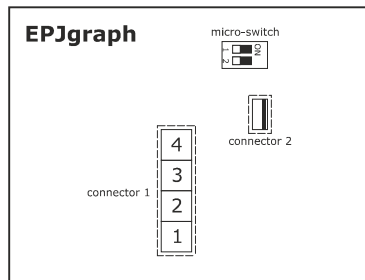 EPJgraph
micro-switch
1 ON
2
connector 2
4
3
connector 1
2
1